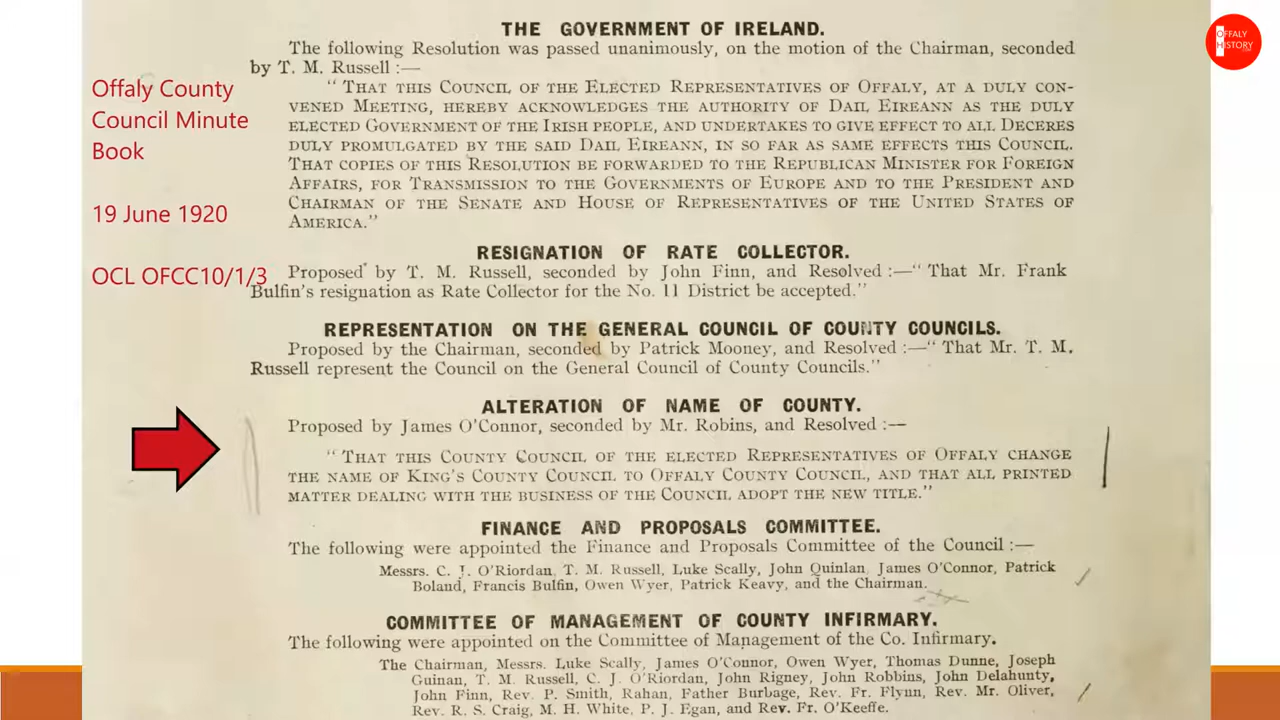 THE GOVERNMENT OF IRELAND.
The following Resolution was passed unanimously, on the motion of the Chairman, seconded
by T. M. Russell :—
“ THAT THIS COUNCIL OF THE ELECTED REPRESENTATIVES OF OFFALY, AT A DULY CON-
VENED MEETING, HEREBY ACKNOWLEDGES THE AUTHORITY OF DAIL EIREANN AS THE DULY
ELECTED GOVERNMENT OF THE IRISH PEOPLE, AND UNDERTAKES TO GIVE EFFECT TO ALL DECERES
DULY PROMULGATED BY THE SAID DAIL EIREANN, IN SO FAR AS SAME EFFECTS THIS COUNCIL.
THAT COPIES OF THIS RESOLUTION BE FORWARDED TO THE REPUBLICAN MINISTER FOR FOREIGN
AFFAIRS, FOR TRANSMISSION TO THE GOVERNMENTS OF EUROPE AND TO THE PRESIDENT AND
CHAIRMAN OF THE SENATE AND HOUSE OF REPRESENTATIVES OF THE UNITED STATES OF
AMERICA.”
RESIGNATION OF RATE COLLECTOR.
Proposed by T. M. Russell, seconded by John Finn, and Resolved :—“ That Mr. Frank
Bulfin's resignation as Rate Collector for the No. 11 District be accepted.”
REPRESENTATION ON THE GENERAL COUNCIL OF COUNTY COUNCILS.
Proposed by the Chairman, seconded by Patrick Mooney, and Resolved :—“ That Mr. T. M.
Russell represent the Council on the General Council of County Councils.”
ALTERATION OF NAME OF COUNTY.
Proposed by James O'Connor, seconded by Mr. Robins, and Resolved :—
“ THAT THIS COUNTY COUNCIL OF THE ELECTED REPRESENTATIVES OF OFFALY CHANGE
THE NAME OF KING'S COUNTY COUNCIL TO OFFALY COUNTY COUNCIL, AND THAT ALL PRINTED
MATTER DEALING WITH THE BUSINESS OF THE COUNCIL ADOPT THE NEW TITLE.”
FINANCE AND PROPOSALS COMMITTEE.
The following were appointed the Finance and Proposals Committee of the Council :—
Messrs. C. J. O'Riordan, T. M. Russell, Luke Scally, John Quinlan, James O'Connor, Patrick
Boland, Francis Bulfin, Owen Wyer, Patrick Keavy, and the Chairman.
COMMITTEE OF MANAGEMENT OF COUNTY INFIRMARY.
The following were appointed on the Committee of Management of the Co. Infirmary.
The Chairman, Messrs. Luke Scally, James O'Connor, Owen Wyer, Thomas Dunne, Joseph
Guinan, T. M. Russell, C. J. O'Riordan, John Rigney, John Robbins, John Delahunty,
John Finn, Rev. P. Smith, Rahan, Father Burbage, Rev. Fr. Flynn, Rev. Mr. Oliver,
Rev. R. S. Craig, M. H. White, P. J. Egan, and Rev. Fr. O'Keeffe.
Offaly County
Council Minute
Book
19 June 1920
OCL OFCC10/1/3
OFFALY
HISTORY